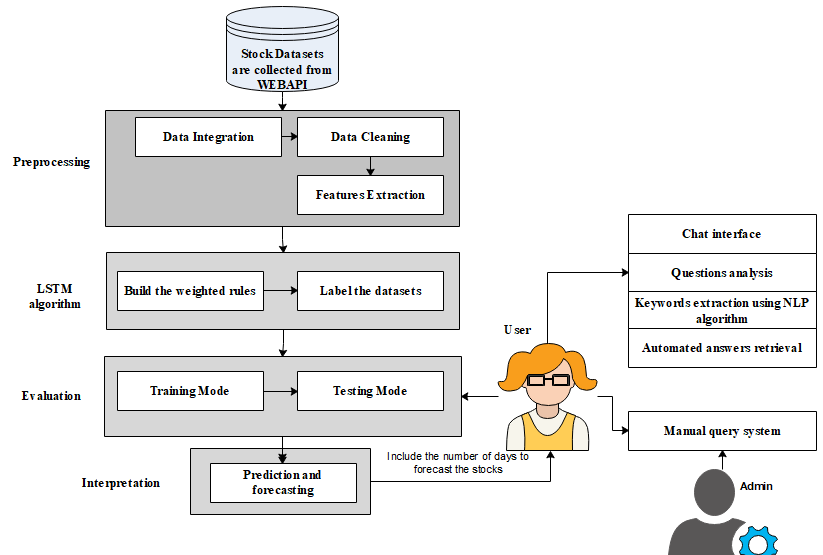 Stock Datasets
are collected from
WEBAPI
Preprocessing
Data Integration
Data Cleaning
Features Extraction
LSTM
algorithm
Build the weighted rules
Label the datasets
Evaluation
Training Mode
Testing Mode
Interpretation
Prediction and
forecasting
Include the number of days to
forecast the stocks
User
Chat interface
Questions analysis
Keywords extraction using NLP
algorithm
Automated answers retrieval
Manual query system
Admin